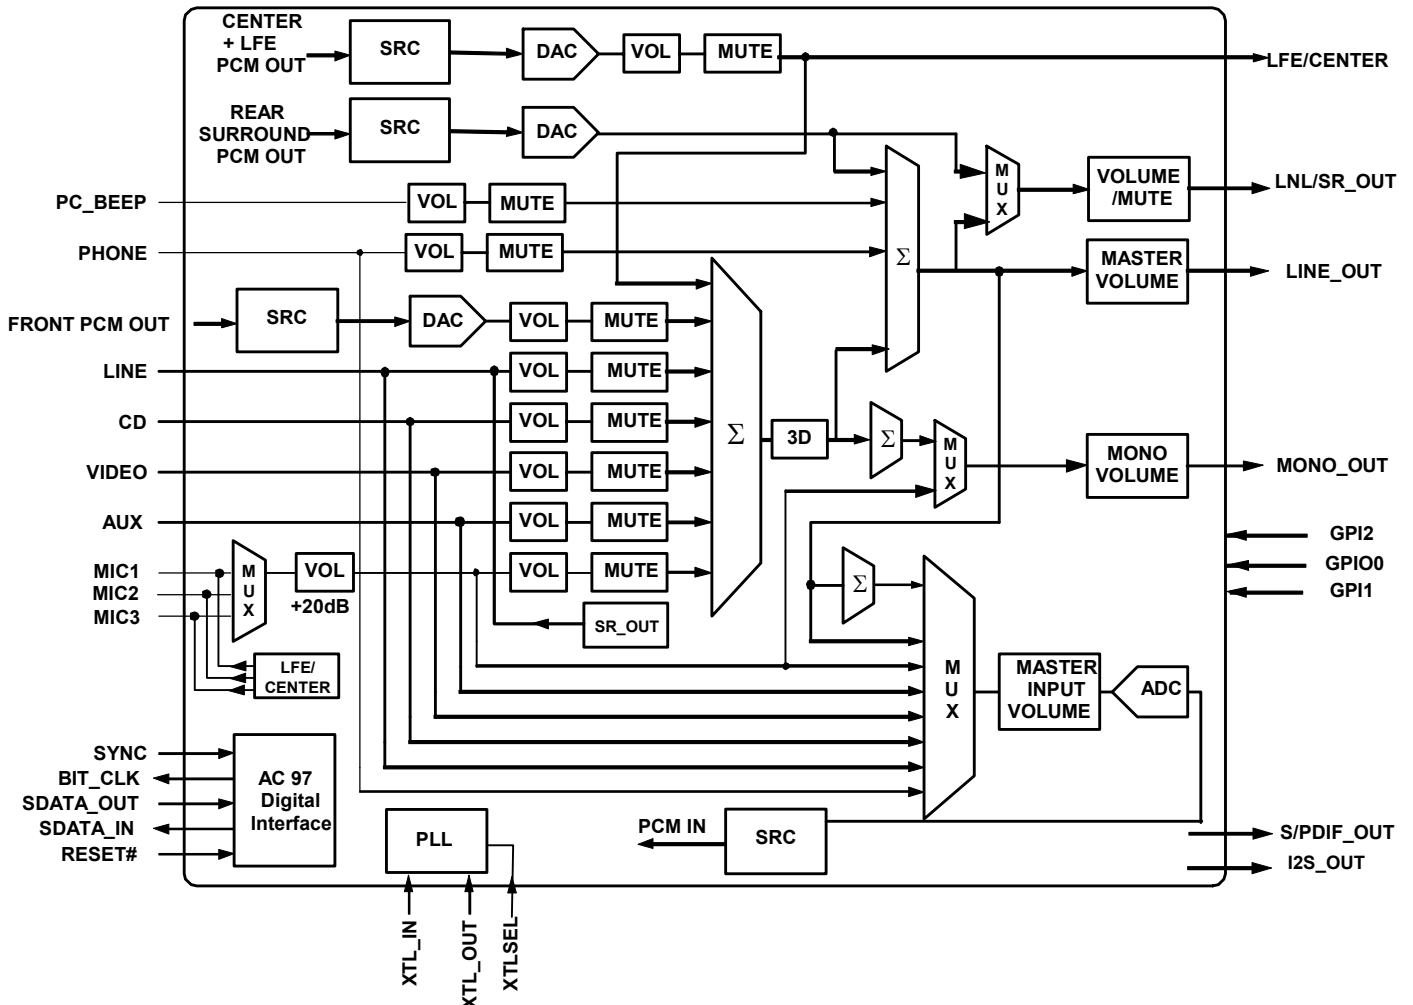 CENTER
+ LFE
PCM OUT
SRC
DAC
VOL
MUTE
LFE/CENTER
REAR
SURROUND
PCM OUT
SRC
DAC
M
U
X
VOLUME
/MUTE
LNL/SR_OUT
PC_BEEP
VOL
MUTE
PHONE
VOL
MUTE
Σ
MASTER
VOLUME
LINE_OUT
FRONT PCM OUT
SRC
DAC
VOL
MUTE
LINE
VOL
MUTE
CD
VOL
MUTE
Σ
3D
Σ
M
U
X
MONO
VOLUME
MONO_OUT
VIDEO
VOL
MUTE
AUX
VOL
MUTE
GPI2
GPIO0
GPI1
MIC1
MIC2
MIC3
M
U
X
VOL
+20dB
VOL
MUTE
Σ
SR_OUT
LFE/
CENTER
M
U
X
MASTER
INPUT
VOLUME
ADC
SYNC
BIT_CLK
SDATA_OUT
SDATA_IN
RESET#
AC 97
Digital
Interface
PLL
PCM IN
SRC
S/PDIF_OUT
I2S_OUT
XTL_IN
XTL_OUT
XTLSEL